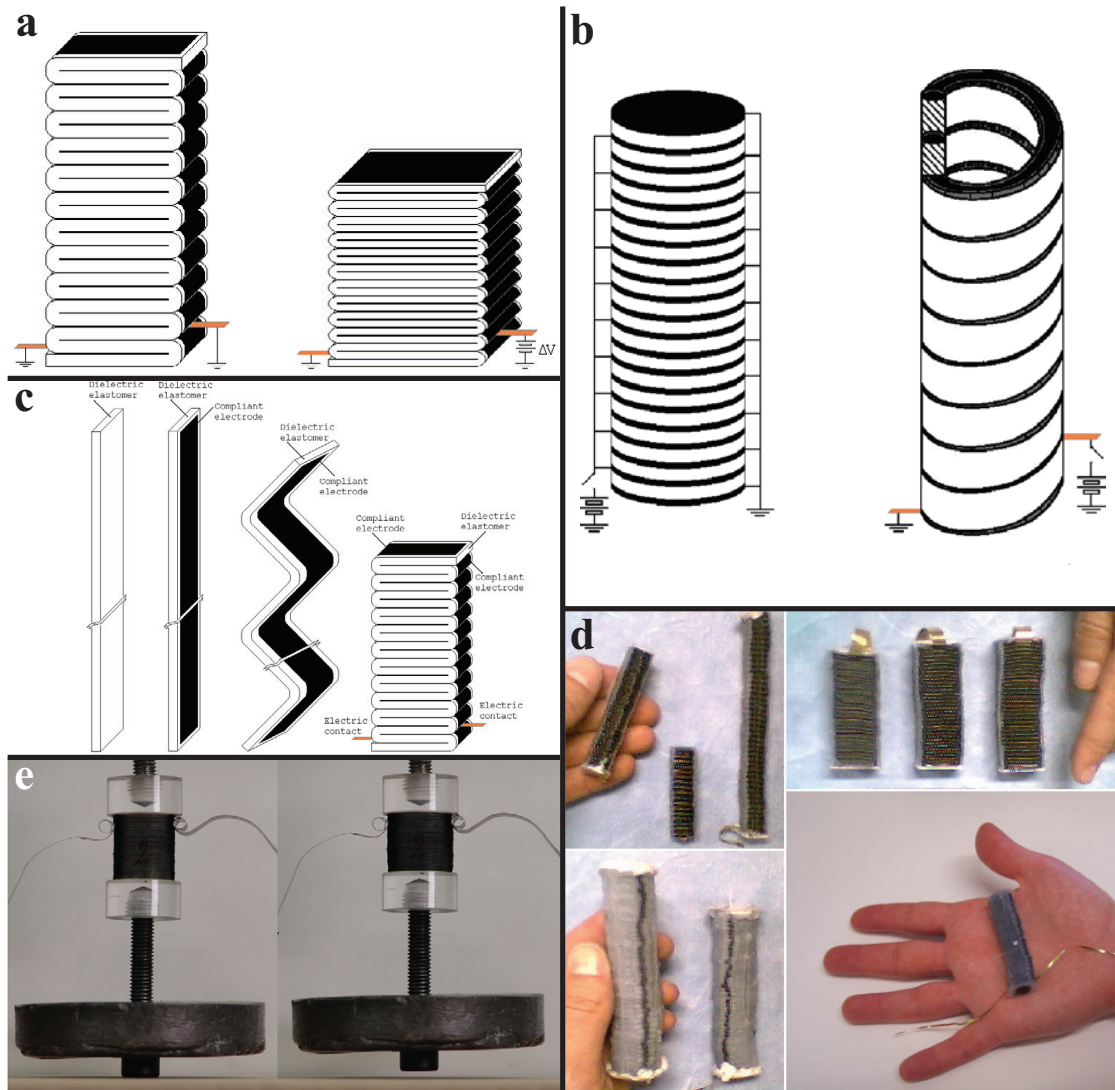 a
b
ΔV
c
Dielectric
elastomer
Dielectric
elastomer
Compliant
electrode
Dielectric
elastomer
Compliant
electrode
Compliant
electrode
Dielectric
elastomer
Compliant
electrode
Electric
contact
Electric
contact
d
e
2